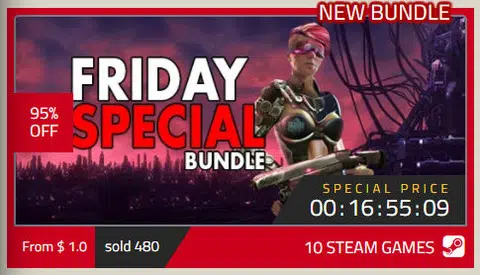 NEW BUNDLE
95%
OFF
FRIDAY
SPECIAL
BUNDLE
SPECIAL PRICE
00:16:55:09
From $ 1.0
sold 480
10 STEAM GAMES